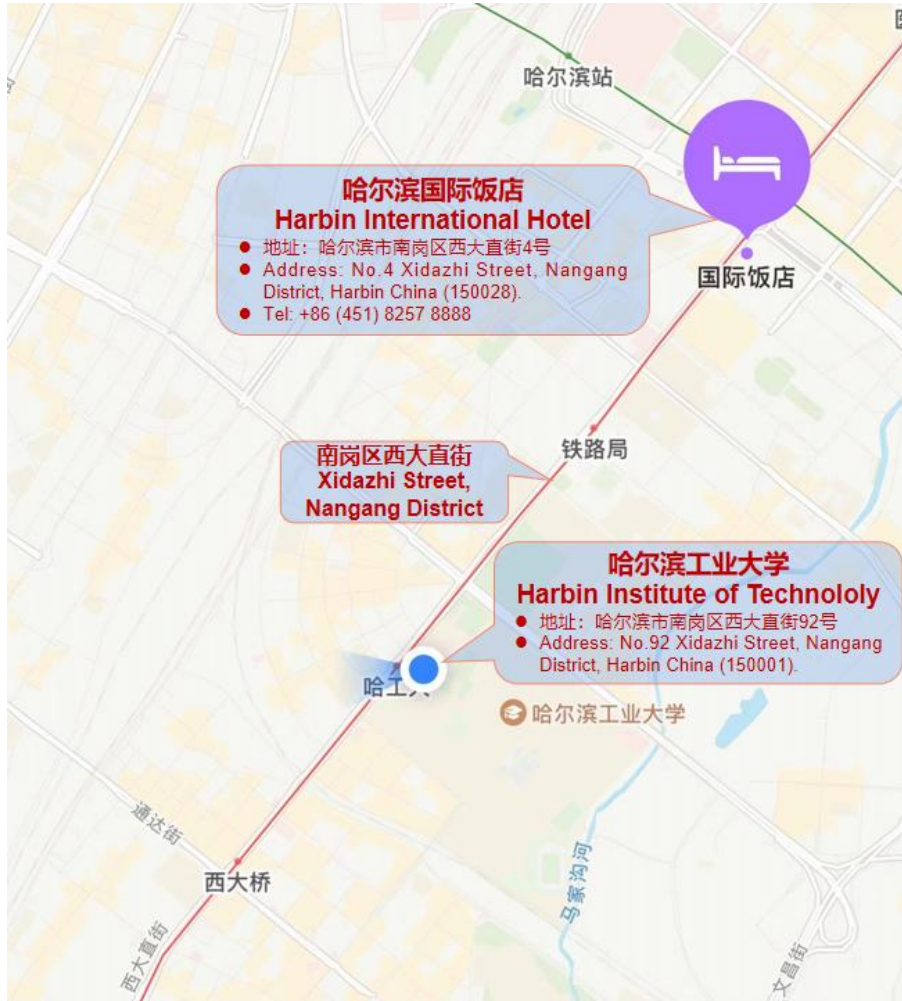 哈尔滨站
哈尔滨国际饭店
Harbin International Hotel
● 地址：哈尔滨市南岗区西大直街4号
● Address: No.4 Xidazhi Street, Nangang
District, Harbin China (150028).
● Tel: +86 (451) 8257 8888
国际饭店
铁路局
南岗区西大直街
Xidazhi Street,
Nangang District
哈尔滨工业大学
Harbin Institute of Technololy
● 地址：哈尔滨市南岗区西大直街92号
● Address: No.92 Xidazhi Street, Nangang
District, Harbin China (150001).
哈工大
哈尔滨工业大学
通达街
西大桥
马家沟河
西大直街
文昌街